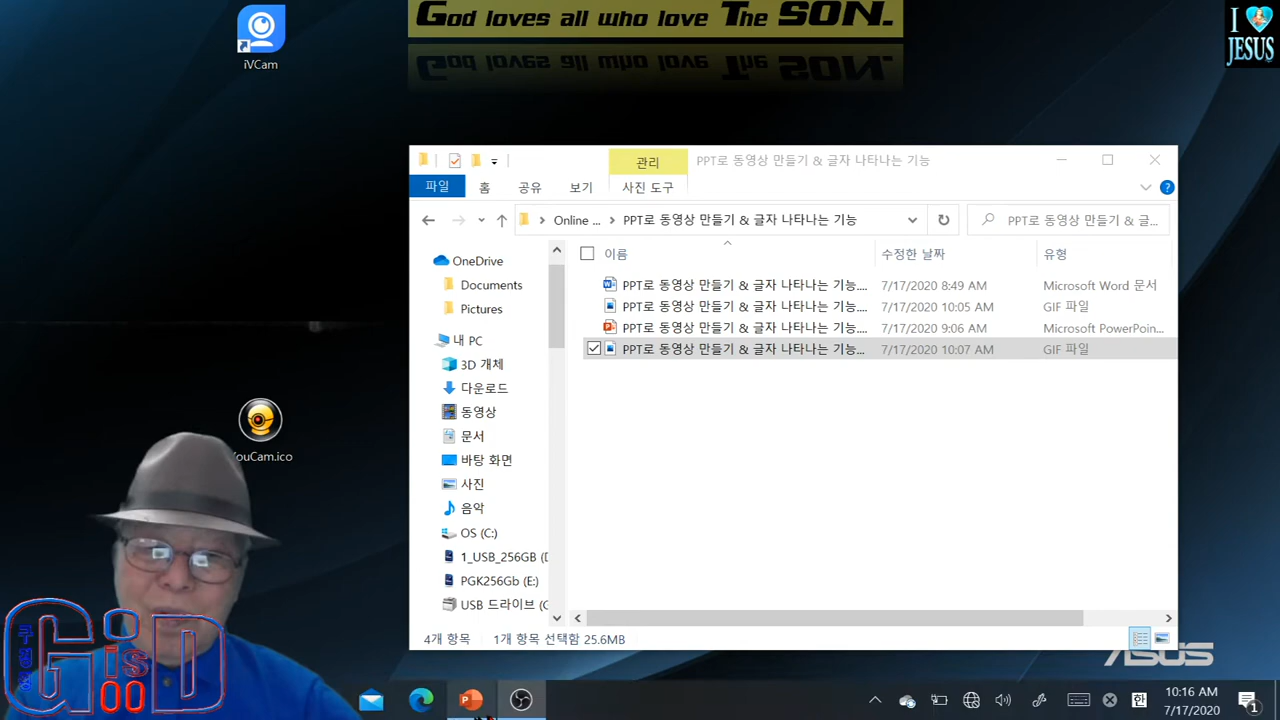 God loves all who love The SON.
God loves all who love The SON.
I
JESUS
iVCam
관리
PPT로 동영상 만들기 & 글자 나타나는 기능
파일
홈
공유
보기
사진 도구
Online ...
PPT로 동영상 만들기 & 글자 나타나는 기능
PPT로 동영상 만들기 & 글...
이름
수정한 날짜
유형
PPT로 동영상 만들기 & 글자 나타나는 기능.... 7/17/2020 8:49 AM Microsoft Word 문서
PPT로 동영상 만들기 & 글자 나타나는 기능.... 7/17/2020 10:05 AM GIF 파일
PPT로 동영상 만들기 & 글자 나타나는 기능.... 7/17/2020 9:06 AM Microsoft PowerPoin...
PPT로 동영상 만들기 & 글자 나타나는 기능... 7/17/2020 10:07 AM GIF 파일
OneDrive
Documents
Pictures
내 PC
3D 개체
다운로드
동영상
문서
바탕 화면
사진
음악
OS (C:)
1_USB_256GB (D
PGK256Gb (E:)
USB 드라이브 (G
4개 항목
1개 항목 선택함 25.6MB
YouCam.ico
GisD
OO
ASUS
한
10:16 AM
7/17/2020
1